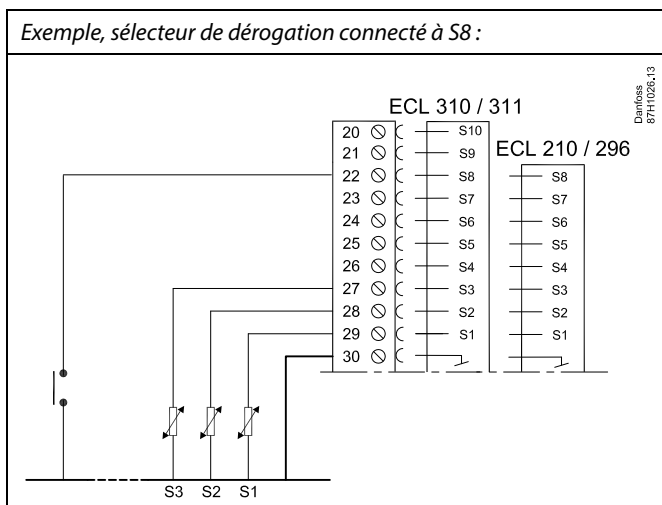 Exemple, sélecteur de dérogation connecté à S8 :
Danfoss
87H1026.13
ECL 310 / 311
ECL 210 / 296
20 S10
21 S9
22 S8 S8
23 S7 S7
24 S6 S6
25 S5 S5
26 S4 S4
27 S3 S3
28 S2 S2
29 S1 S1
30
S3 S2 S1